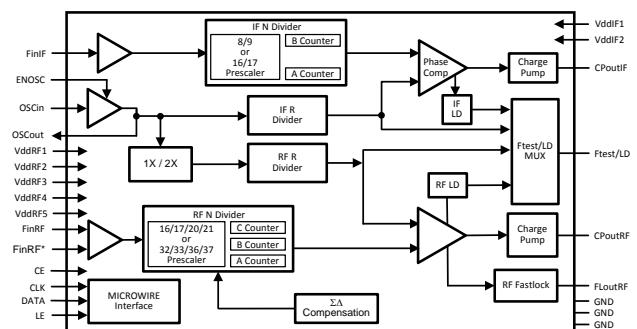 IF N Divider
8/9
or
16/17
Prescaler
B Counter
A Counter
FinIF
ENOSC
OSCin
OSCout
VddRF1
VddRF2
VddRF3
VddRF4
VddRF5
FinRF
FinRF*
CE
CLK
DATA
LE
Phase
Comp
Charge
Pump
VddIF1
VddIF2
CPoutIF
IF
LD
IF R
Divider
1X / 2X
RF R
Divider
Ftest/LD
MUX
Ftest/LD
RF LD
RF N Divider
16/17/20/21
or
32/33/36/37
Prescaler
C Counter
B Counter
A Counter
Charge
Pump
CPoutRF
RF Fastlock
FLoutRF
MICROWIRE
Interface
ΣΔ
Compensation
GND
GND
GND